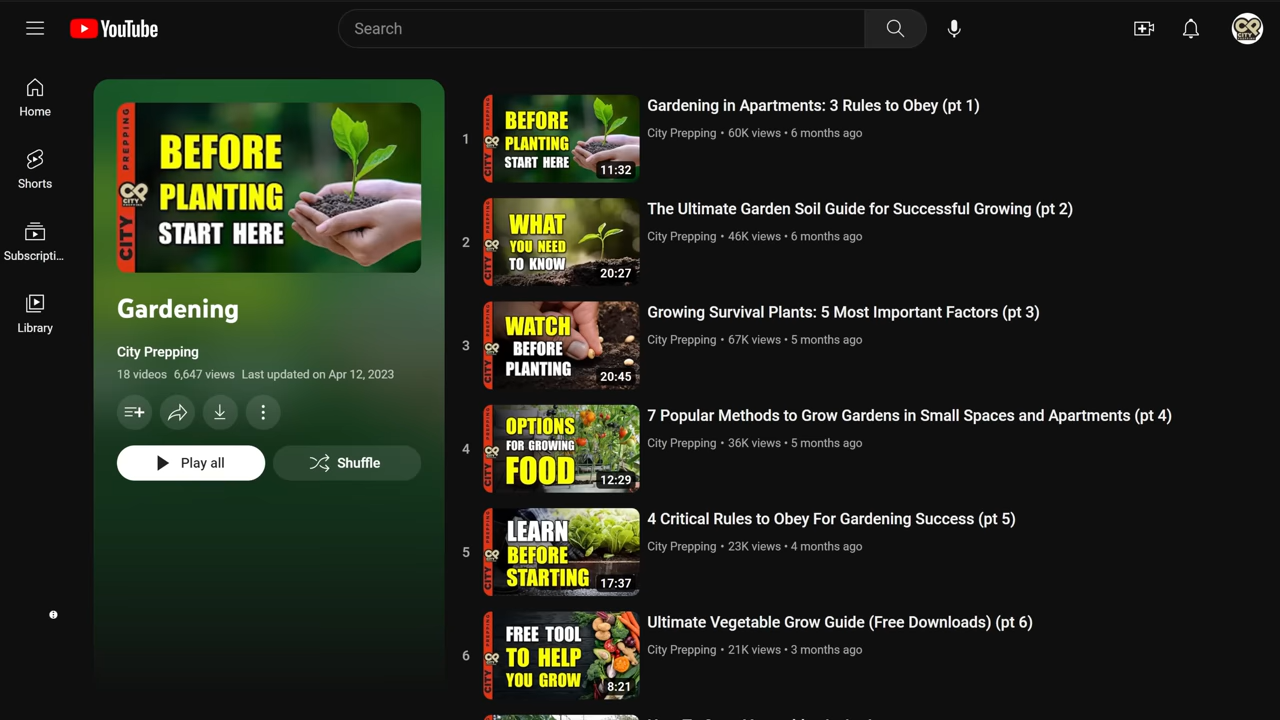 YouTube
Search
Home
Shorts
Subscripti...
Library
CITY PREPPING
CP
CITY
BEFORE
PLANTING
START HERE
Gardening
City Prepping
18 videos 6,647 views Last updated on Apr 12, 2023
Play all
Shuffle
1
BEFORE
PLANTING
START HERE
11:32
Gardening in Apartments: 3 Rules to Obey (pt 1)
City Prepping • 60K views • 6 months ago
2
WHAT
YOU NEED
TO KNOW
20:27
The Ultimate Garden Soil Guide for Successful Growing (pt 2)
City Prepping • 46K views • 6 months ago
3
WATCH
BEFORE
PLANTING
20:45
Growing Survival Plants: 5 Most Important Factors (pt 3)
City Prepping • 67K views • 5 months ago
4
OPTIONS
FOR GROWING
FOOD
12:29
7 Popular Methods to Grow Gardens in Small Spaces and Apartments (pt 4)
City Prepping • 36K views • 5 months ago
5
LEARN
BEFORE
STARTING
17:37
4 Critical Rules to Obey For Gardening Success (pt 5)
City Prepping • 23K views • 4 months ago
6
FREE TOOL
TO HELP
YOU GROW
8:21
Ultimate Vegetable Grow Guide (Free Downloads) (pt 6)
City Prepping • 21K views • 3 months ago